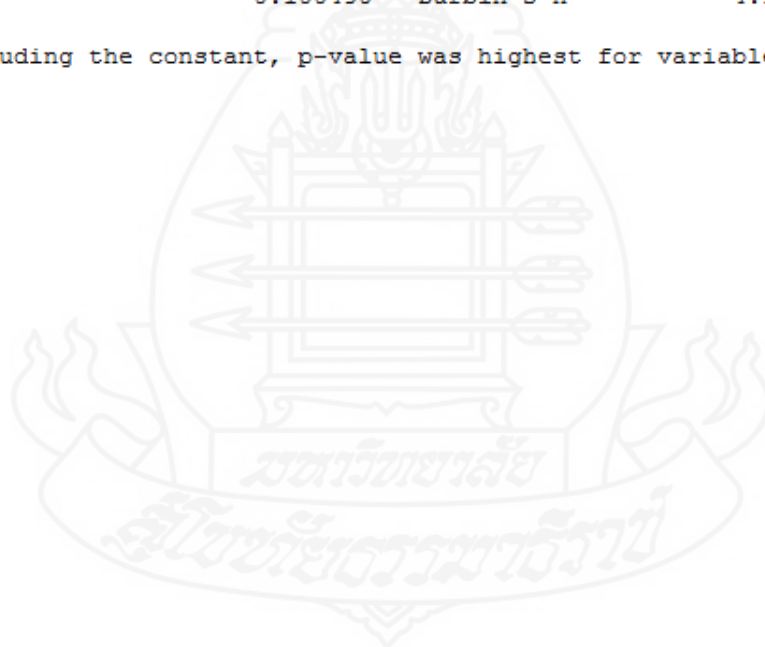 uding the constant, p-value was highest for variable
มหาวิทยาลัย
สุโขทัยธรรมาธิราช